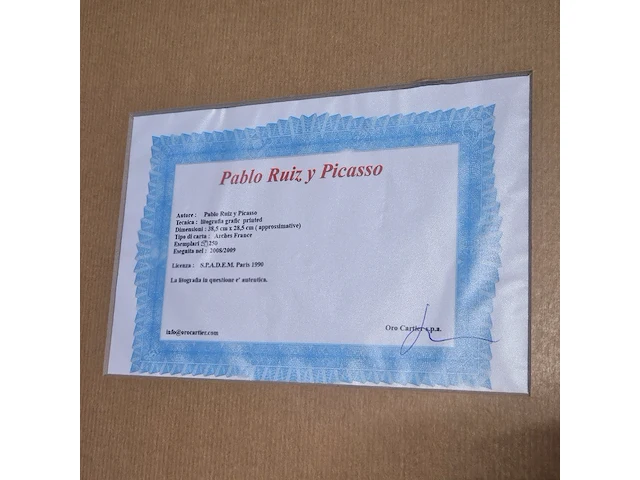 Pablo Ruiz y Picasso
Autore : Pablo Ruiz y Picasso
Tecnica : litografia grafic printed
Dimensioni : 38,5 cm x 28,5 cm ( approssimative)
Tipo di carta : Arches France
Esemplari 250
Eseguita nel : 2008/2009
Licenza : S.P.A.D.E.M. Paris 1990
La litografia in questione e' autentica.
info@orocartier.com Oro Cartier s.p.a.